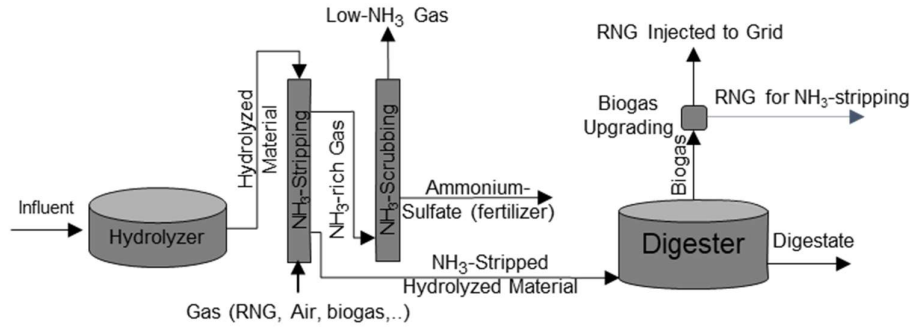 Low-NH₃ Gas
RNG Injected to Grid
RNG for NH₃-stripping
Biogas
Upgrading
Biogas
Hydrolyzed
Material
NH₃-Stripping
NH₃-rich Gas
NH₃-Scrubbing
Ammonium-
Sulfate (fertilizer)
Influent
Hydrolyzer
Digester
Digestate
NH₃-Stripped
Hydrolyzed Material
Gas (RNG, Air, biogas,..)